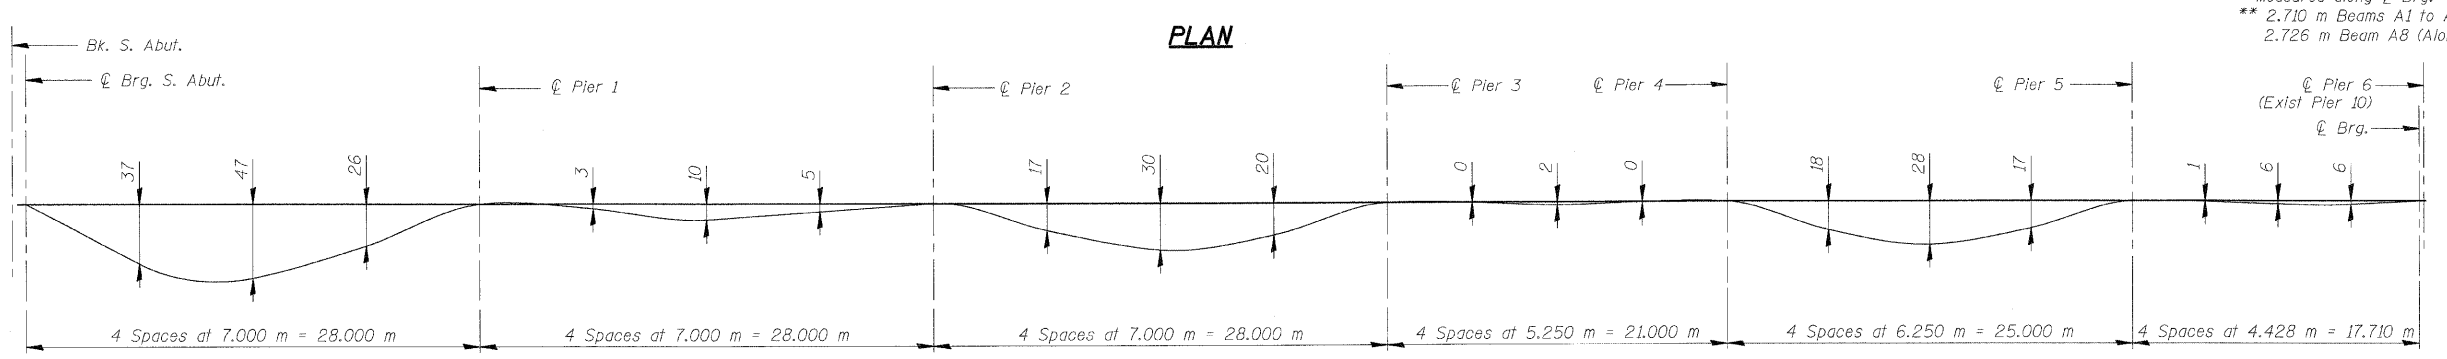 PLAN
** 2.710 m Beams A1 to
2.726 m Beam A8
Bk. S. Abut.
℄ Brg. S. Abut.
℄ Pier 1
℄ Pier 2
℄ Pier 3
℄ Pier 4
℄ Pier 5
℄ Pier 6
(Exist Pier 10)
℄ Brg.
37
47
26
3
10
5
17
30
20
0
2
0
18
28
17
1
6
6
4 Spaces at 7.000 m = 28.000 m
4 Spaces at 7.000 m = 28.000 m
4 Spaces at 7.000 m = 28.000 m
4 Spaces at 5.250 m = 21.000 m
4 Spaces at 6.250 m = 25.000 m
4 Spaces at 4.428 m = 17.710 m